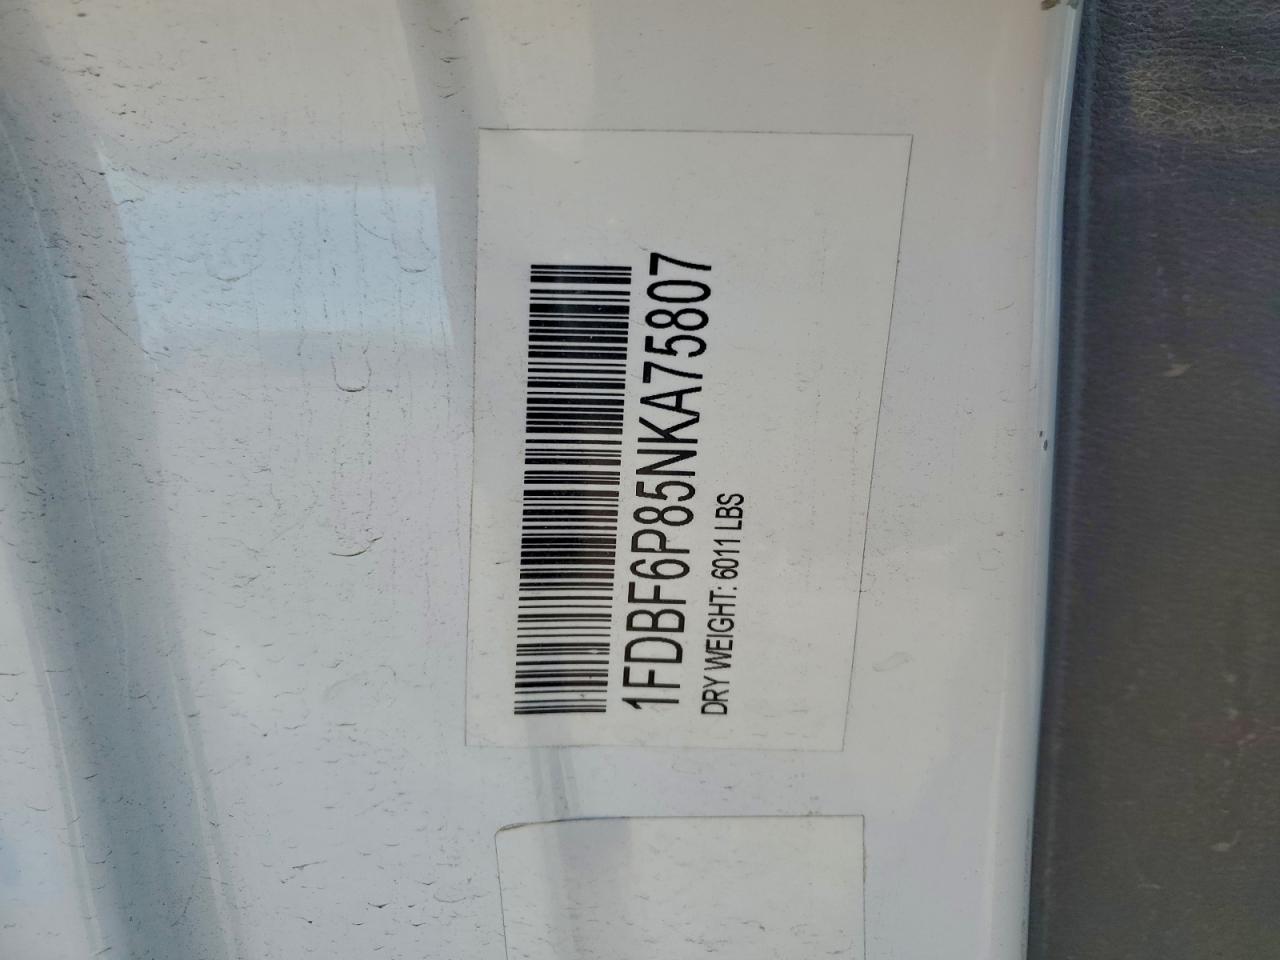 1FDBF6P85NKA75807
DRY WEIGHT: 6011 LBS